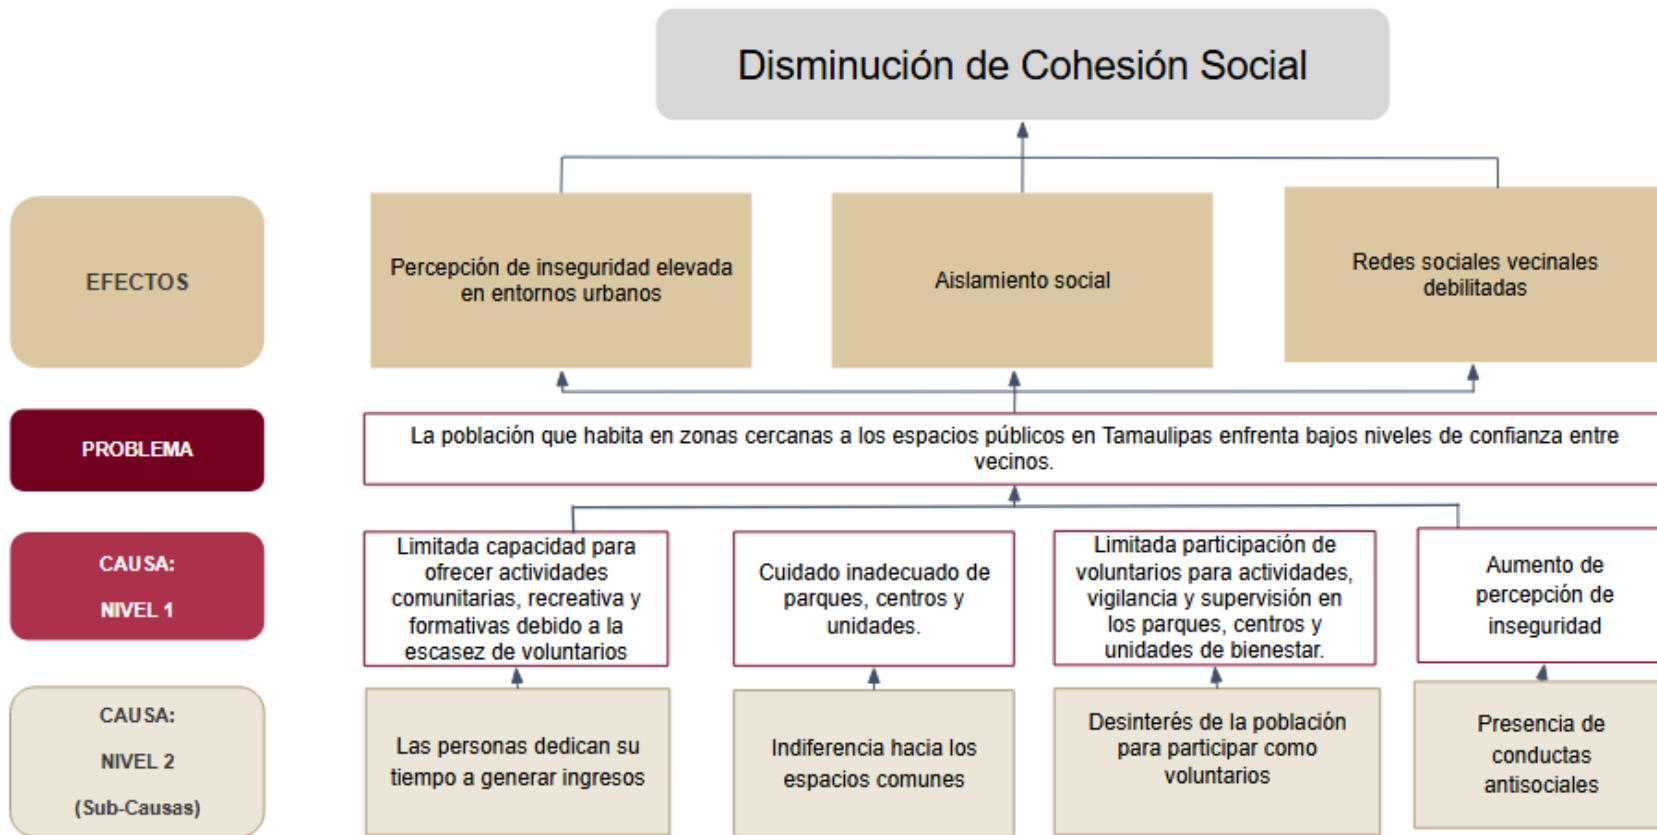 Disminución de Cohesión Social
EFECTOS
Percepción de inseguridad elevada
en entornos urbanos
Aislamiento social
Redes sociales vecinales
debilitadas
PROBLEMA
La población que habita en zonas cercanas a los espacios públicos en Tamaulipas enfrenta bajos niveles de confianza entre
vecinos.
CAUSA:
NIVEL 1
Limitada capacidad para
ofrecer actividades
comunitarias, recreativa y
formativas debido a la
escasez de voluntarios
Cuidado inadecuado de
parques, centros y
unidades.
Limitada participación de
voluntarios para actividades,
vigilancia y supervisión en
los parques, centros y
unidades de bienestar.
Aumento de
percepción de
inseguridad
CAUSA:
NIVEL 2
(Sub-Causas)
Las personas dedican su
tiempo a generar ingresos
Indiferencia hacia los
espacios comunes
Desinterés de la población
para participar como
voluntarios
Presencia de
conductas
antisociales